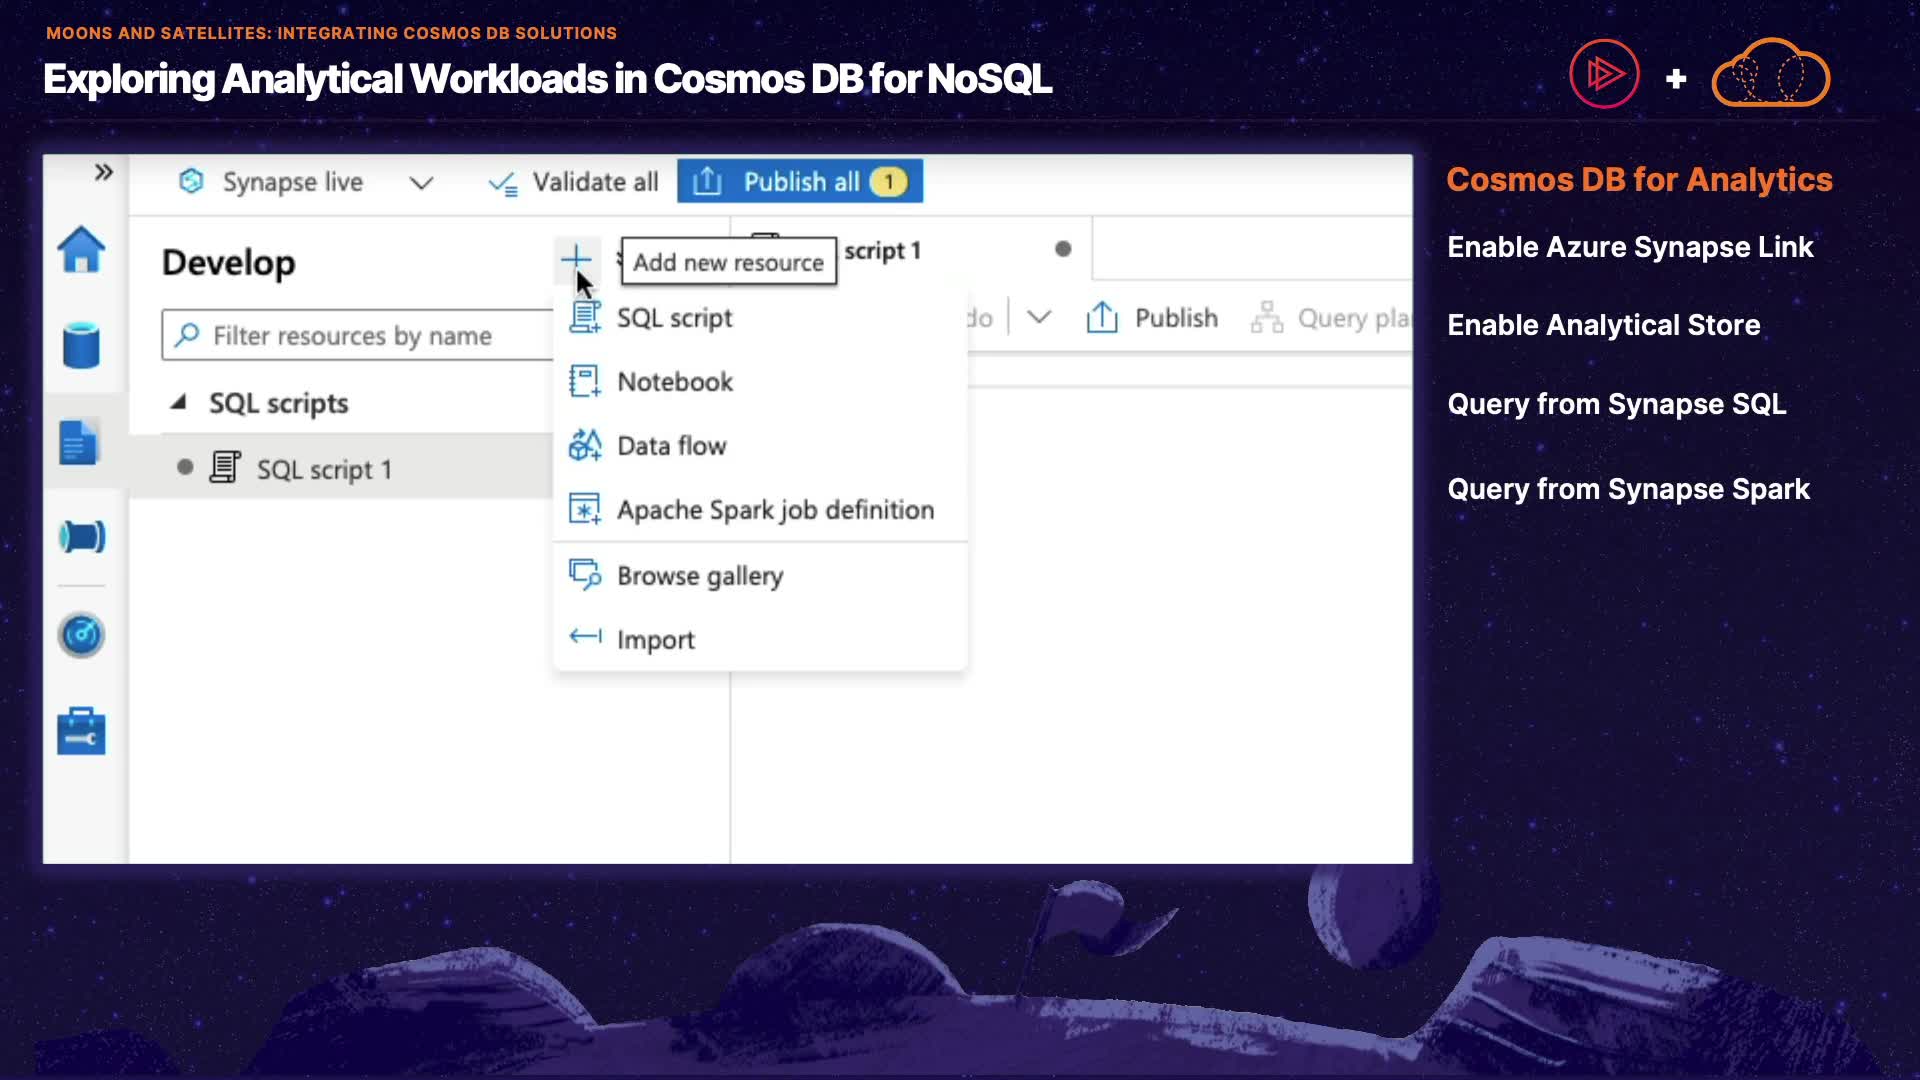 MOONS AND SATELLITES: INTEGRATING COSMOS DB SOLUTIONS
Exploring Analytical Workloads in Cosmos DB for NoSQL
+
Synapse live
Validate all
Publish all 1
Develop
Add new resource
script 1
Filter resources by name
SQL scripts
SQL script 1
SQL script
Notebook
Data flow
Apache Spark job definition
Browse gallery
Import
do
Publish
Query pla
Cosmos DB for Analytics
Enable Azure Synapse Link
Enable Analytical Store
Query from Synapse SQL
Query from Synapse Spark